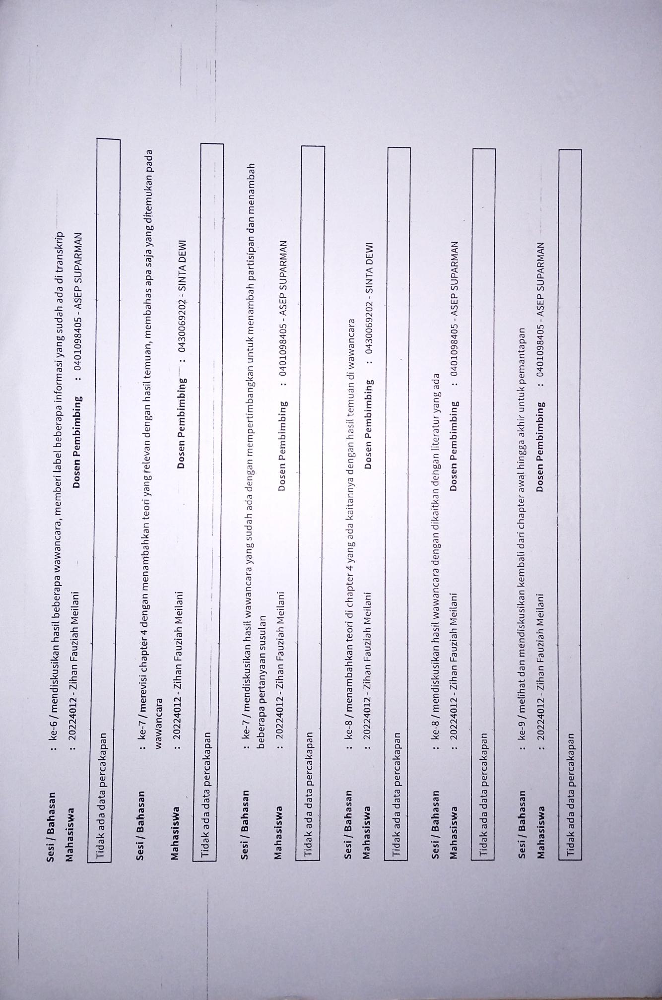 Sesi / Bahasan : ke-6 / mendiskusikan hasil beberapa wawancara, memberi label beberapa informasi yang sudah ada di transkrip
Mahasiswa : 20224012 - Zihan Fauziah Meilani Dosen Pembimbing : 0401098405 - ASEP SUPARMAN
Tidak ada data percakapan
Sesi / Bahasan : ke-7 / merevisi chapter 4 dengan menambahkan teori yang relevan dengan hasil temuan, membahas apa saja yang ditemukan pada
wawancara
Mahasiswa : 20224012 - Zihan Fauziah Meilani Dosen Pembimbing : 0430069202 - SINTA DEWI
Tidak ada data percakapan
Sesi / Bahasan : ke-7 / mendiskusikan hasil wawancara yang sudah ada dengan mempertimbangkan untuk menambah partisipan dan menambah
beberapa pertanyaan susulan
Mahasiswa : 20224012 - Zihan Fauziah Meilani Dosen Pembimbing : 0401098405 - ASEP SUPARMAN
Tidak ada data percakapan
Sesi / Bahasan : ke-8 / menambahkan teori di chapter 4 yang ada kaitannya dengan hasil temuan di wawancara
Mahasiswa : 20224012 - Zihan Fauziah Meilani Dosen Pembimbing : 0430069202 - SINTA DEWI
Tidak ada data percakapan
Sesi / Bahasan : ke-8 / mendiskusikan hasil wawancara dengan dikaitkan dengan literatur yang ada
Mahasiswa : 20224012 - Zihan Fauziah Meilani Dosen Pembimbing : 0401098405 - ASEP SUPARMAN
Tidak ada data percakapan
Sesi / Bahasan : ke-9 / melihat dan mendiskusikan kembali dari chapter awal hingga akhir untuk pemantapan
Mahasiswa : 20224012 - Zihan Fauziah Meilani Dosen Pembimbing : 0401098405 - ASEP SUPARMAN
Tidak ada data percakapan